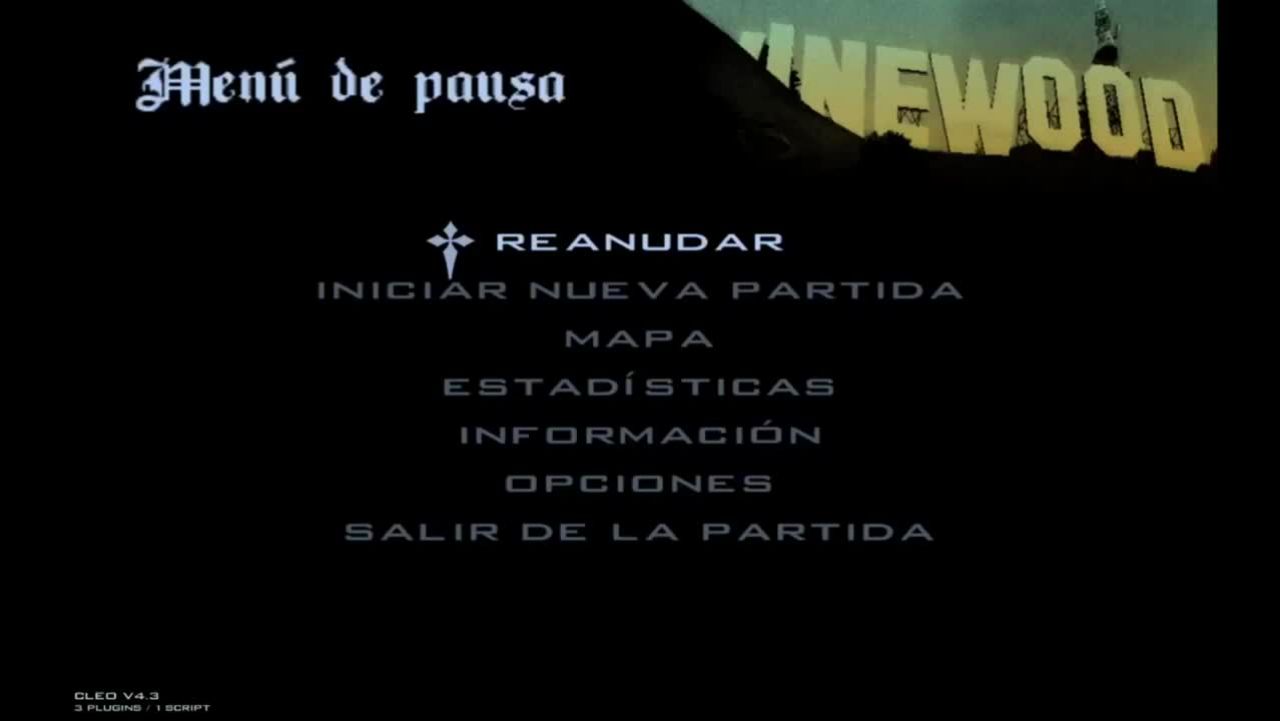 Menú de pausa
INEWOOD
REANUDAR
INICIAR NUEVA PARTIDA
MAPA
ESTADÍSTICAS
INFORMACIÓN
OPCIONES
SALIR DE LA PARTIDA
CLEO V4.3
3 PLUGINS / 1 SCRIPT